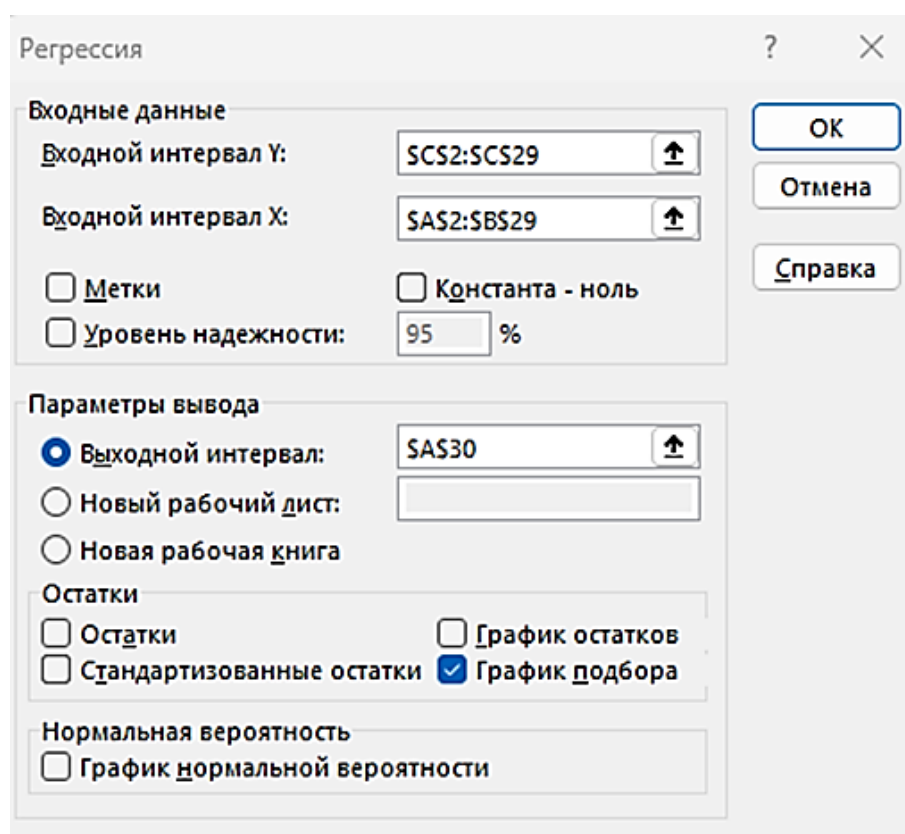 Регрессия ?
Входные данные
Входной интервал Y: $C$2:$C$29
Входной интервал X: $A$2:$B$29
Метки Константа - ноль
Уровень надежности: 95 %
ОК
Отмена
Справка
Параметры вывода
Выходной интервал: $A$30
Новый рабочий лист:
Новая рабочая книга
Остатки
Остатки График остатков
Стандартизованные остатки График подбора
Нормальная вероятность
График нормальной вероятности